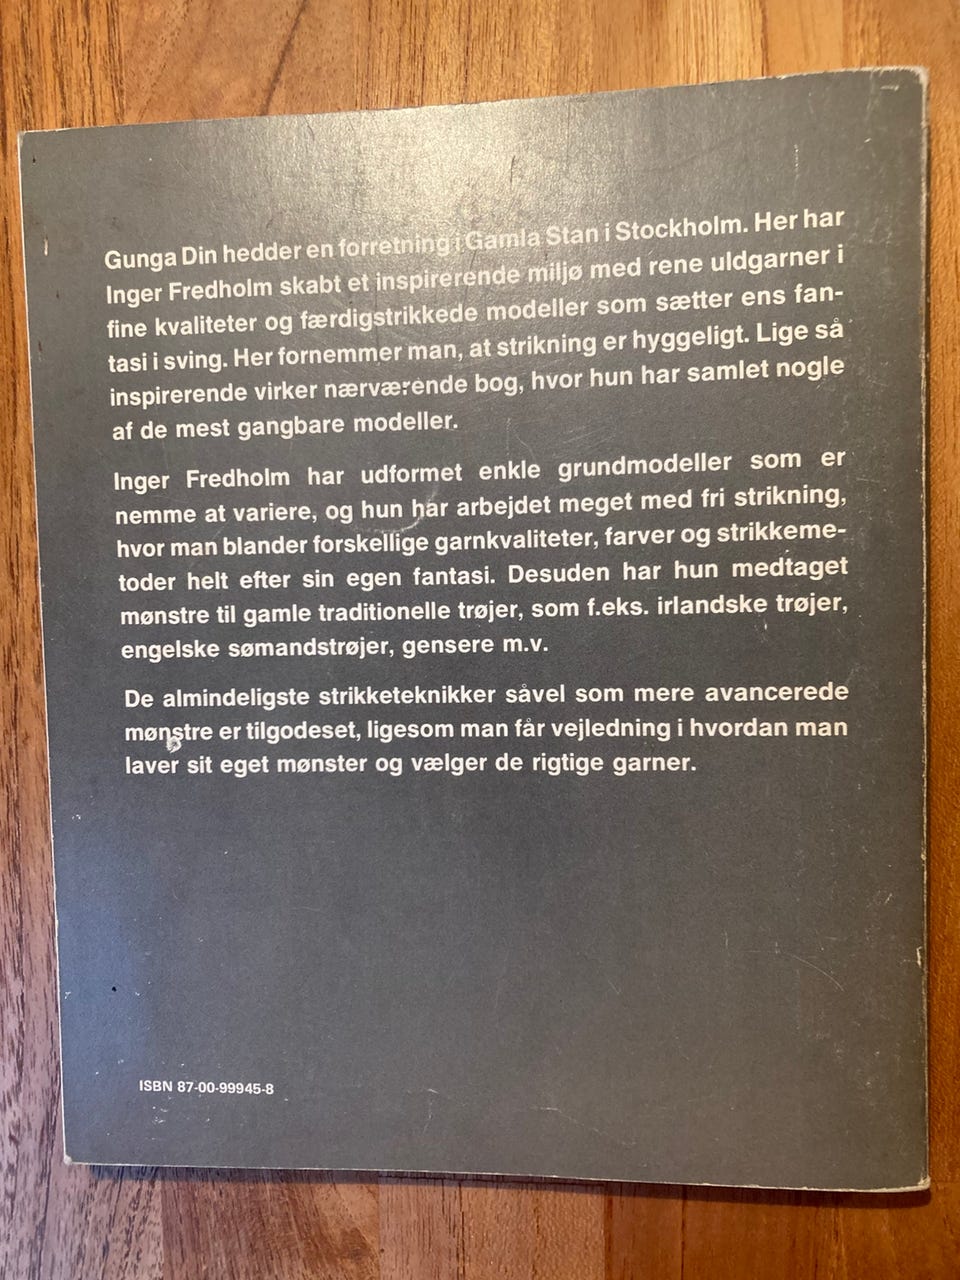 Gunga Din hedder en forretning i Gamla Stan i Stockholm. Her har
Inger Fredholm skabt et inspirerende miljø med rene uldgarner i
fine kvaliteter og færdigstrikkede modeller som sætter ens fan-
tasi i sving. Her fornemmer man, at strikning er hyggeligt. Lige så
inspirerende virker nærværende bog, hvor hun har samlet nogle
af de mest gangbare modeller.
Inger Fredholm har udformet enkle grundmodeller som er
nemme at variere, og hun har arbejdet meget med fri strikning,
hvor man blander forskellige garnkvaliteter, farver og strikkeme-
toder helt efter sin egen fantasi. Desuden har hun medtaget
mønstre til gamle traditionelle trøjer, som f.eks. irlandske trøjer,
engelske sømandstrøjer, gensere m.v.
De almindeligste strikketeknikker såvel som mere avancerede
mønstre er tilgodeset, ligesom man får vejledning i hvordan man
laver sit eget mønster og vælger de rigtige garner.
ISBN 87-00-99945-8